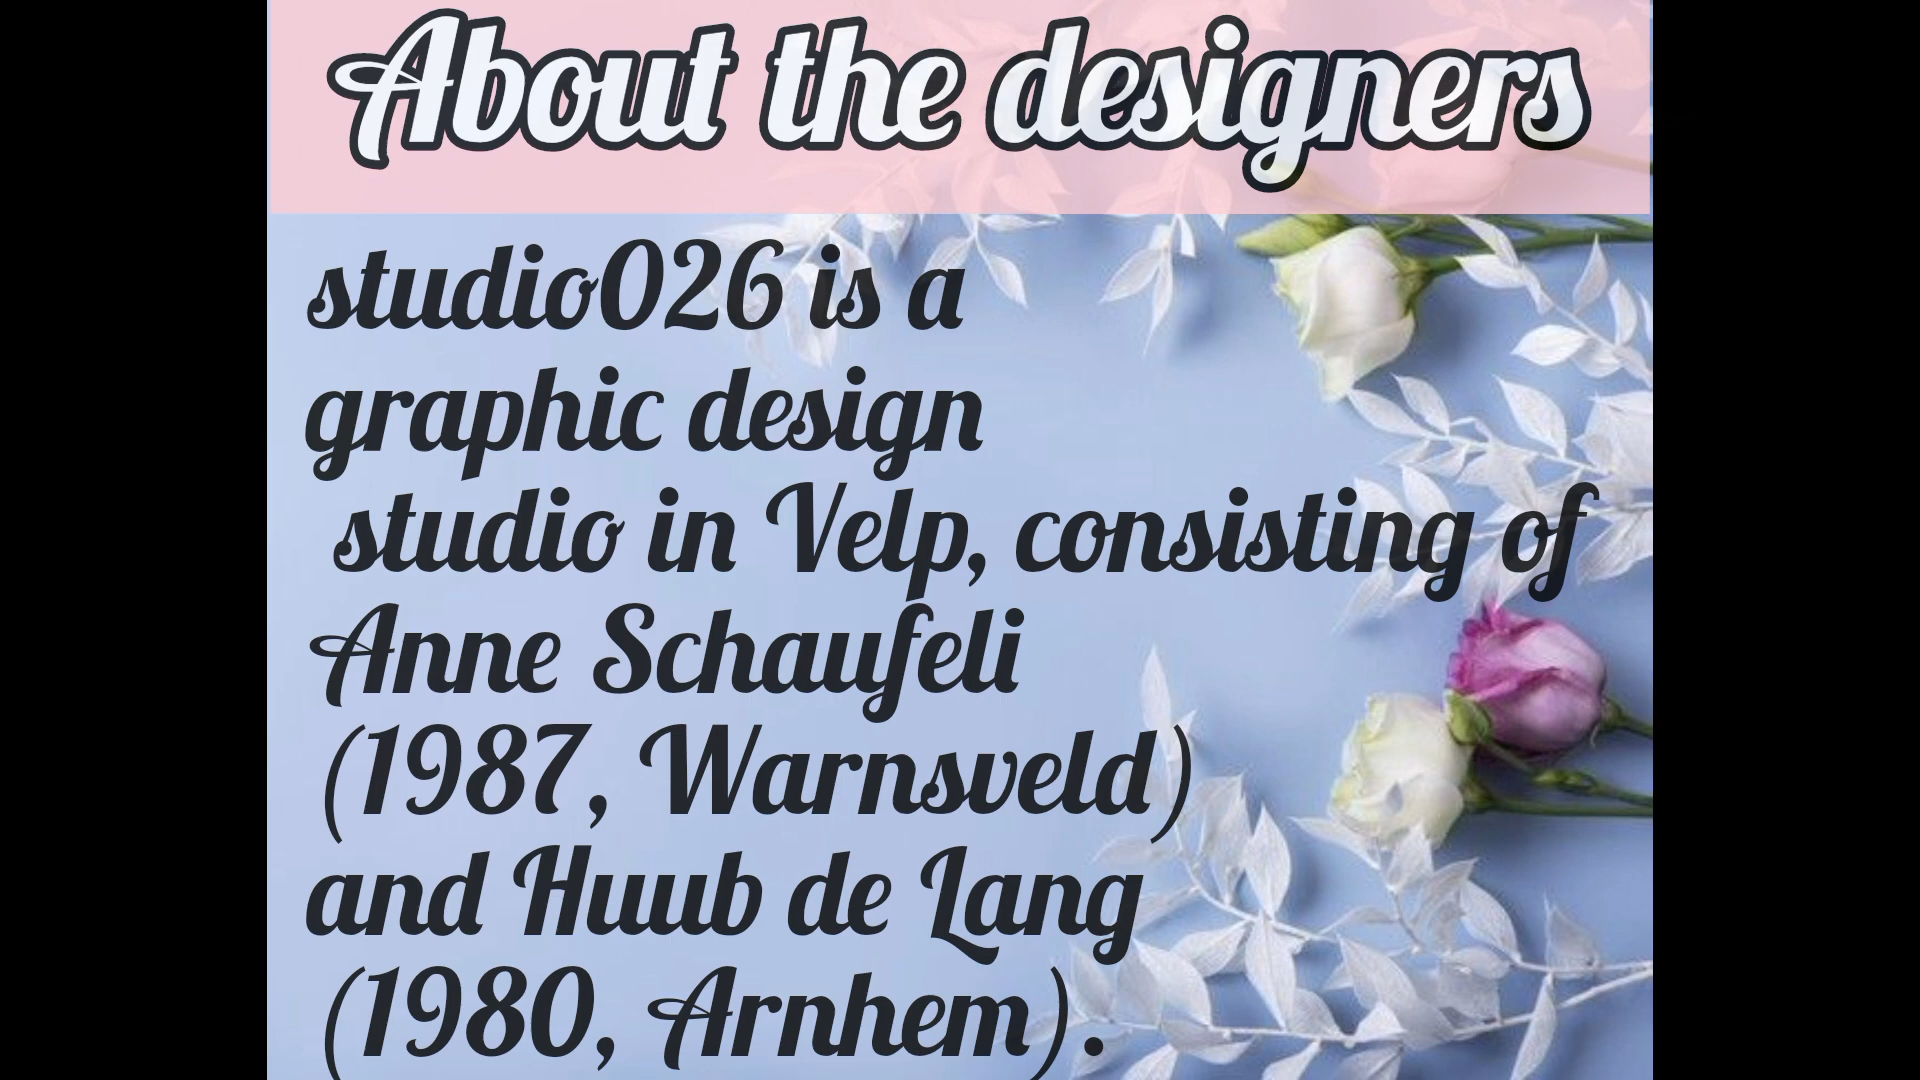 About the designers
studio026 is a
graphic design
studio in Velp, consisting of
Anne Schaufeli
(1987, Warnsveld)
and Huub de Lang
(1980, Arnhem).